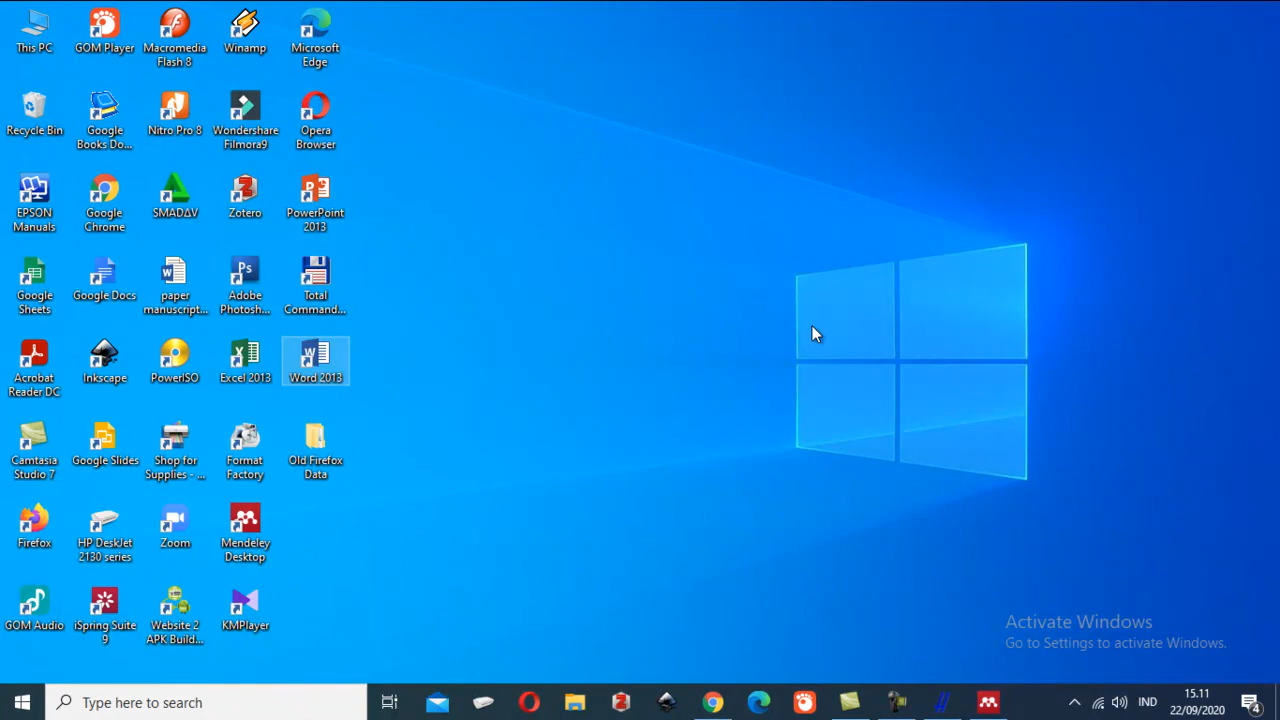 This PC
GOM Player
Macromedia
Flash 8
Winamp
Microsoft
Edge
Recycle Bin
Google
Books Do...
Nitro Pro 8
Wondershare
Filmora9
Opera
Browser
EPSON
Manuals
Google
Chrome
SMADΔV
Zotero
PowerPoint
2013
Google
Sheets
Google Docs
paper
manuscript...
Ps
Adobe
Photosh...
Total
Command...
Acrobat
Reader DC
Inkscape
PowerISO
Excel 2013
Word 2013
Camtasia
Studio 7
Google Slides
Shop for
Supplies - ...
Format
Factory
Old Firefox
Data
Firefox
HP DeskJet
2130 series
Zoom
Mendeley
Desktop
GOM Audio
iSpring Suite
9
Website 2
APK Build...
KMPlayer
Activate Windows
Go to Settings to activate Windows.
Type here to search
IND
15.11
22/09/2020
4